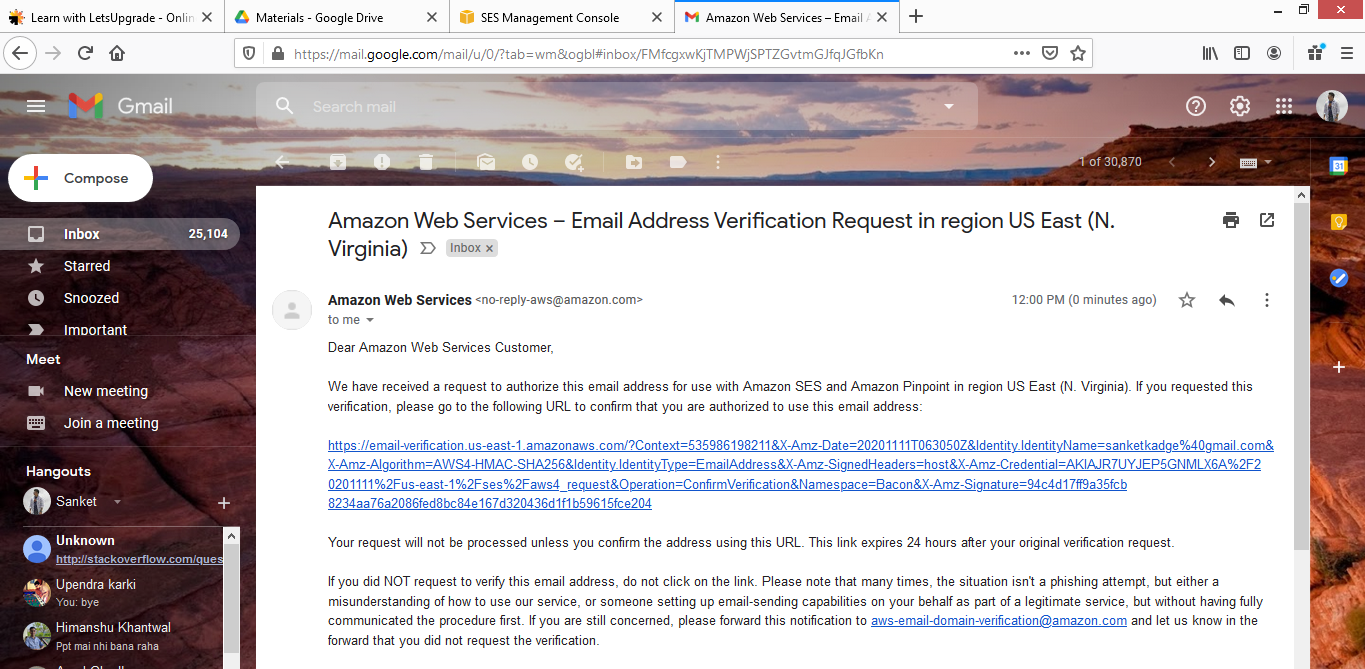 Learn with LetsUpgrade - Onlin
Materials - Google Drive
SES Management Console
Amazon Web Services – Email A
https://mail.google.com/mail/u/0/?tab=wm&ogbl#inbox/FMfcgxwKjTMPWjSPTZGvtmGJfqJGfbKn
Gmail
Search mail
Compose
1 of 30,870
31
Inbox 25,104
Starred
Snoozed
Important
Meet
New meeting
Join a meeting
Hangouts
Sanket
Unknown
http://stackoverflow.com/ques
Upendra karki
You: bye
Himanshu Khantwal
Ppt mai nhi bana raha
Amazon Web Services – Email Address Verification Request in region US East (N.
Virginia) Inbox
Amazon Web Services <no-reply-aws@amazon.com> 12:00 PM (0 minutes ago)
to me
Dear Amazon Web Services Customer,
We have received a request to authorize this email address for use with Amazon SES and Amazon Pinpoint in region US East (N. Virginia). If you requested this
verification, please go to the following URL to confirm that you are authorized to use this email address:
https://email-verification.us-east-1.amazonaws.com/?Context=535986198211&X-Amz-Date=20201111T063050Z&Identity.IdentityName=sanketkadge%40gmail.com&
X-Amz-Algorithm=AWS4-HMAC-SHA256&Identity.IdentityType=EmailAddress&X-Amz-SignedHeaders=host&X-Amz-Credential=AKIAJR7UYJEP5GNMLX6A%2F2
0201111%2Fus-east-1%2Fses%2Faws4_request&Operation=ConfirmVerification&Namespace=Bacon&X-Amz-Signature=94c4d17ff9a35fcb
8234aa76a2086fed8bc84e167d320436d1f1b59615fce204
Your request will not be processed unless you confirm the address using this URL. This link expires 24 hours after your original verification request.
If you did NOT request to verify this email address, do not click on the link. Please note that many times, the situation isn't a phishing attempt, but either a
misunderstanding of how to use our service, or someone setting up email-sending capabilities on your behalf as part of a legitimate service, but without having fully
communicated the procedure first. If you are still concerned, please forward this notification to aws-email-domain-verification@amazon.com and let us know in the
forward that you did not request the verification.